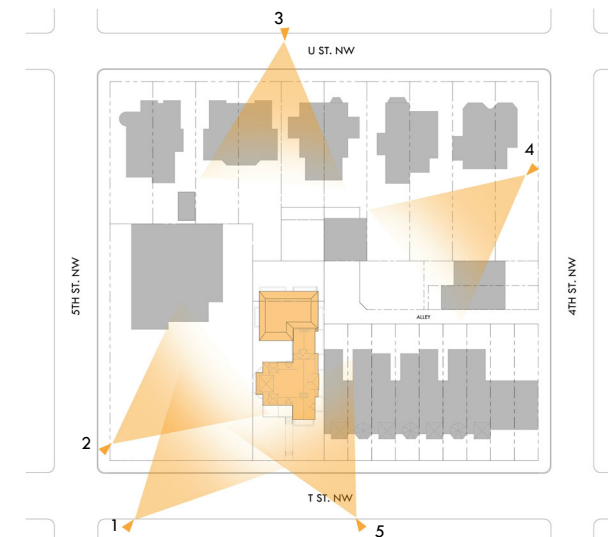 3
U ST. NW
4
5TH ST. NW
4TH ST. NW
ALLEY
2
T ST. NW
1
5